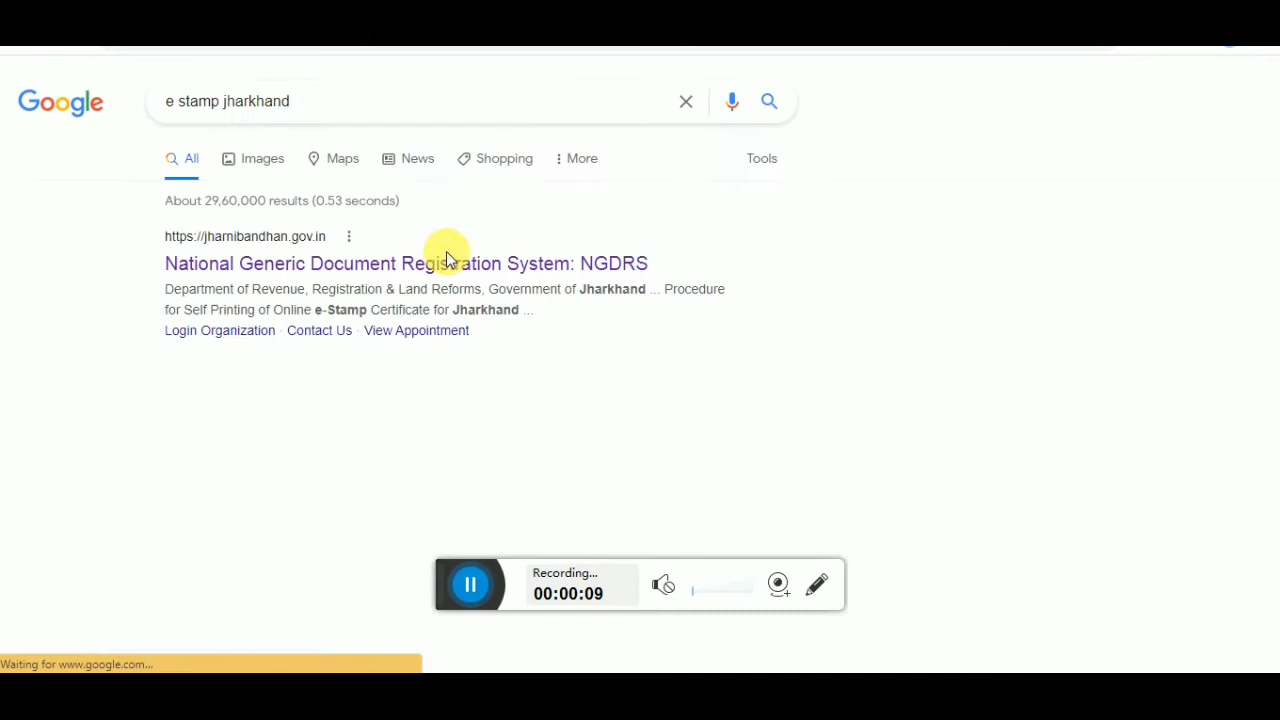 Google
e stamp jharkhand
All Images Maps News Shopping More Tools
About 29,60,000 results (0.53 seconds)
https://jharnibandhan.gov.in
National Generic Document Registration System: NGDRS
Department of Revenue, Registration & Land Reforms, Government of Jharkhand ... Procedure
for Self Printing of Online e-Stamp Certificate for Jharkhand ...
Login Organization · Contact Us · View Appointment
Recording...
00:00:09
Waiting for www.google.com...